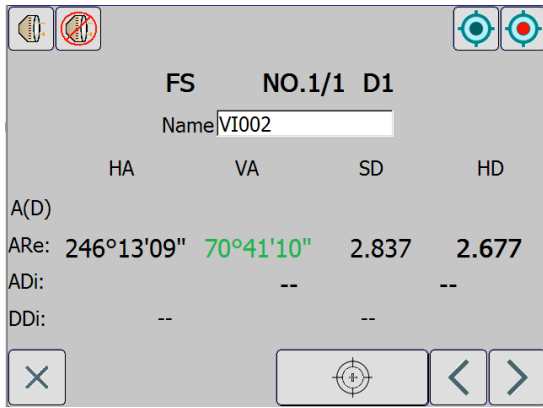 FS NO.1/1 D1
Name VI002
HA VA SD HD
A(D)
ARe: 246°13'09" 70°41'10" 2.837 2.677
ADi: -- --
DDi: -- --